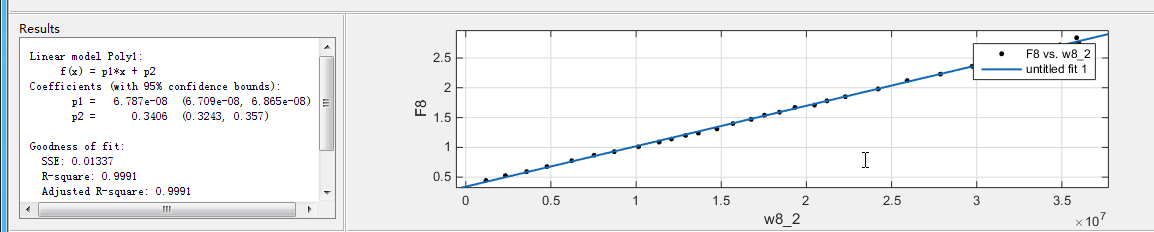 Results
Linear model Poly1:
f(x) = p1*x + p2
Coefficients (with 95% confidence bounds):
p1 = 6.787e-08 (6.709e-08, 6.865e-08)
p2 = 0.3406 (0.3243, 0.357)
Goodness of fit:
SSE: 0.01337
R-square: 0.9991
Adjusted R-square: 0.9991
F8
2.5
2
1.5
1
0.5
F8 vs. w8_2
untitled fit 1
0 0.5 1 1.5 2 2.5 3 3.5
w8_2
×10^7